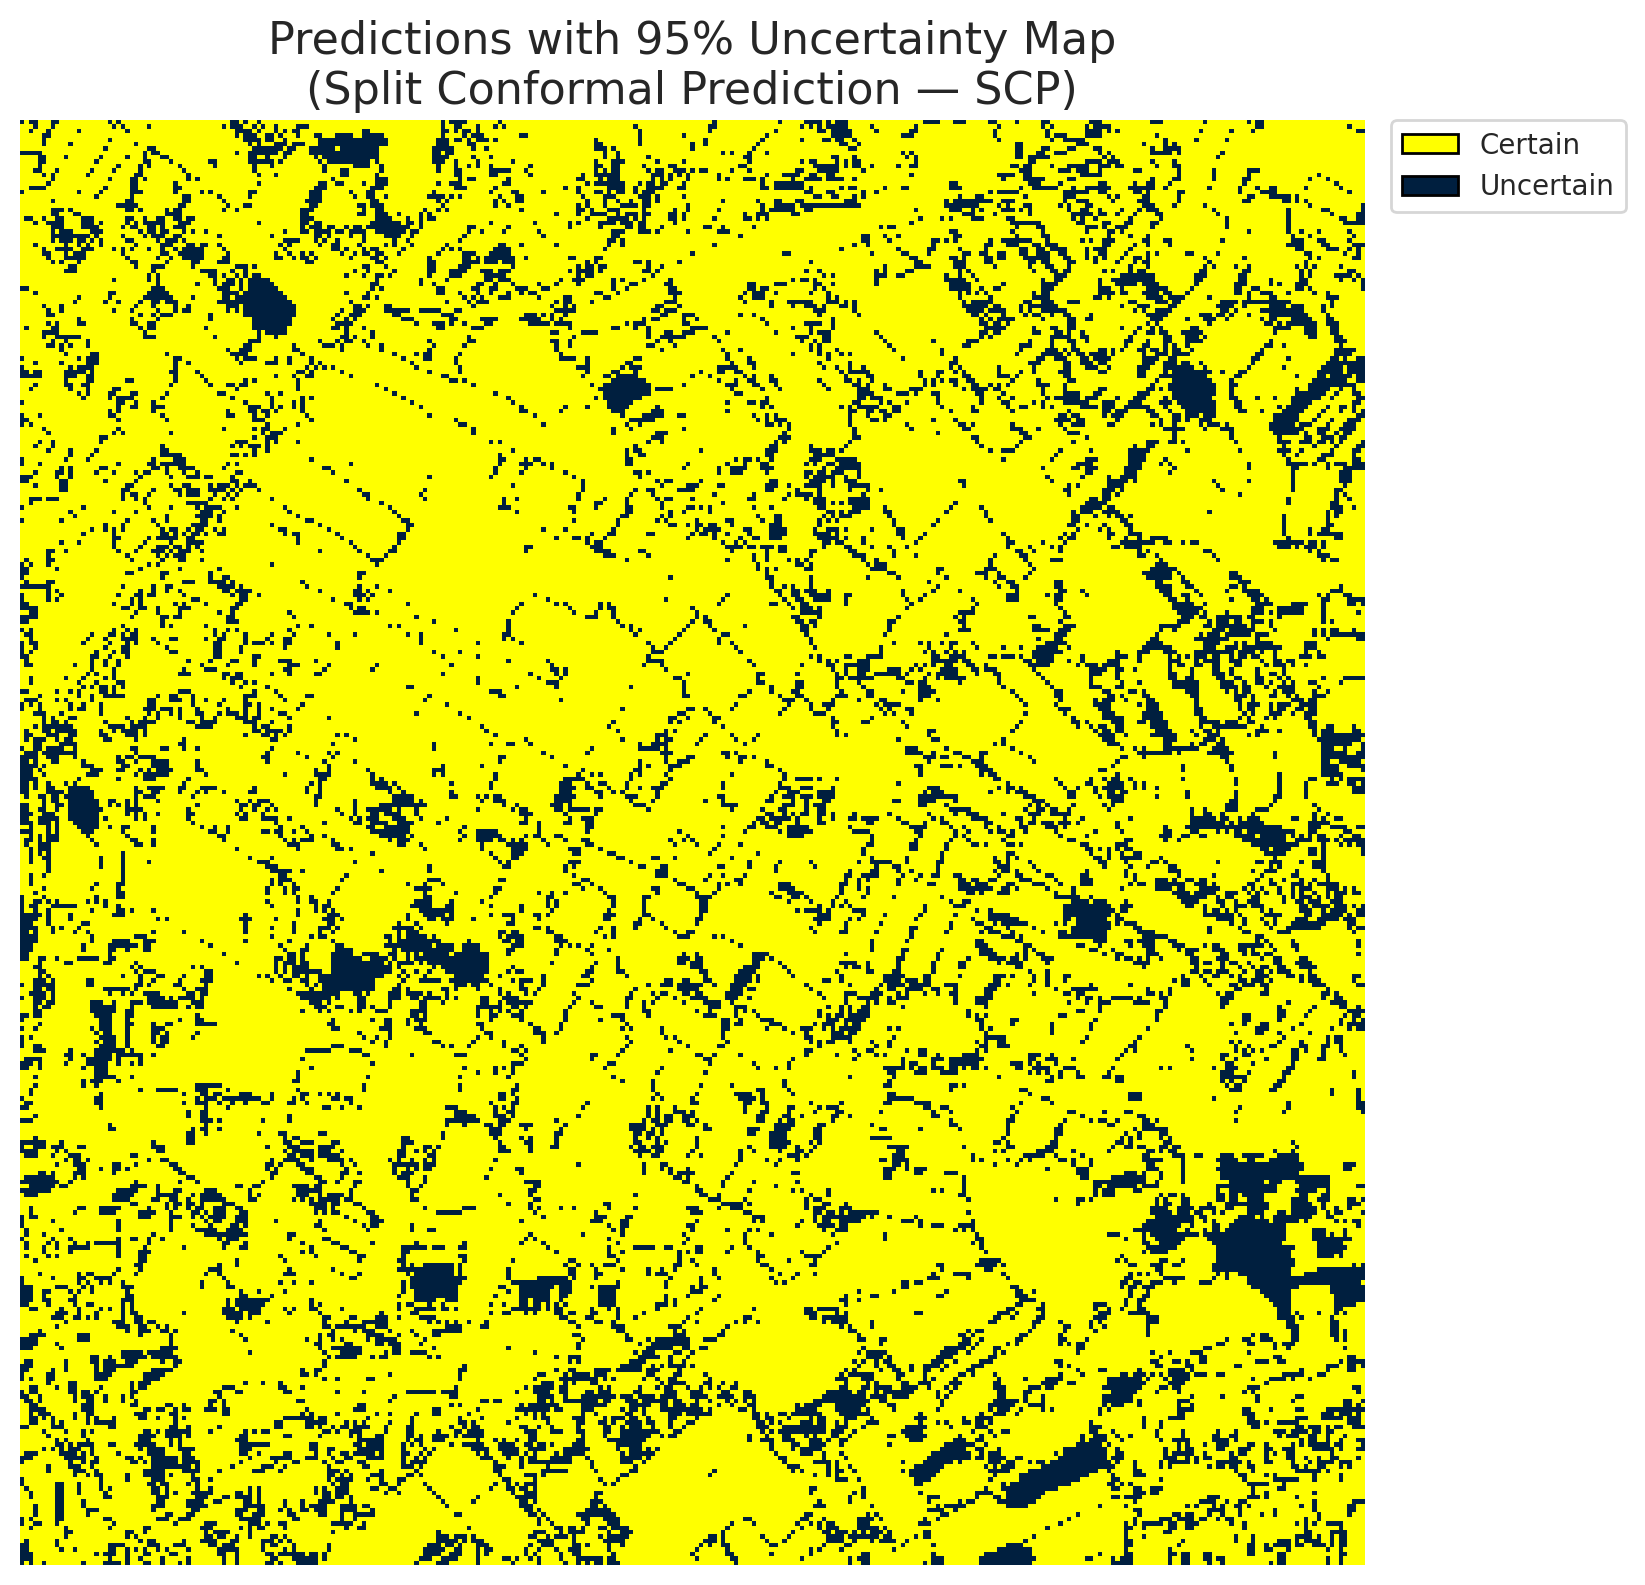 Predictions with 95% Uncertainty Map
(Split Conformal Prediction — SCP)
Certain
Uncertain